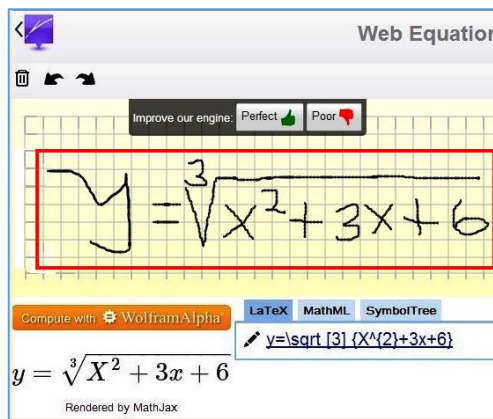 Web Equation
Improve our engine: Perfect Poor
y = ∛(x² + 3x + 6)
Compute with WolframAlpha
LaTeX MathML SymbolTree
y=\sqrt [3] {X^{2}+3x+6}
y = ∛(X² + 3x + 6)
Rendered by MathJax